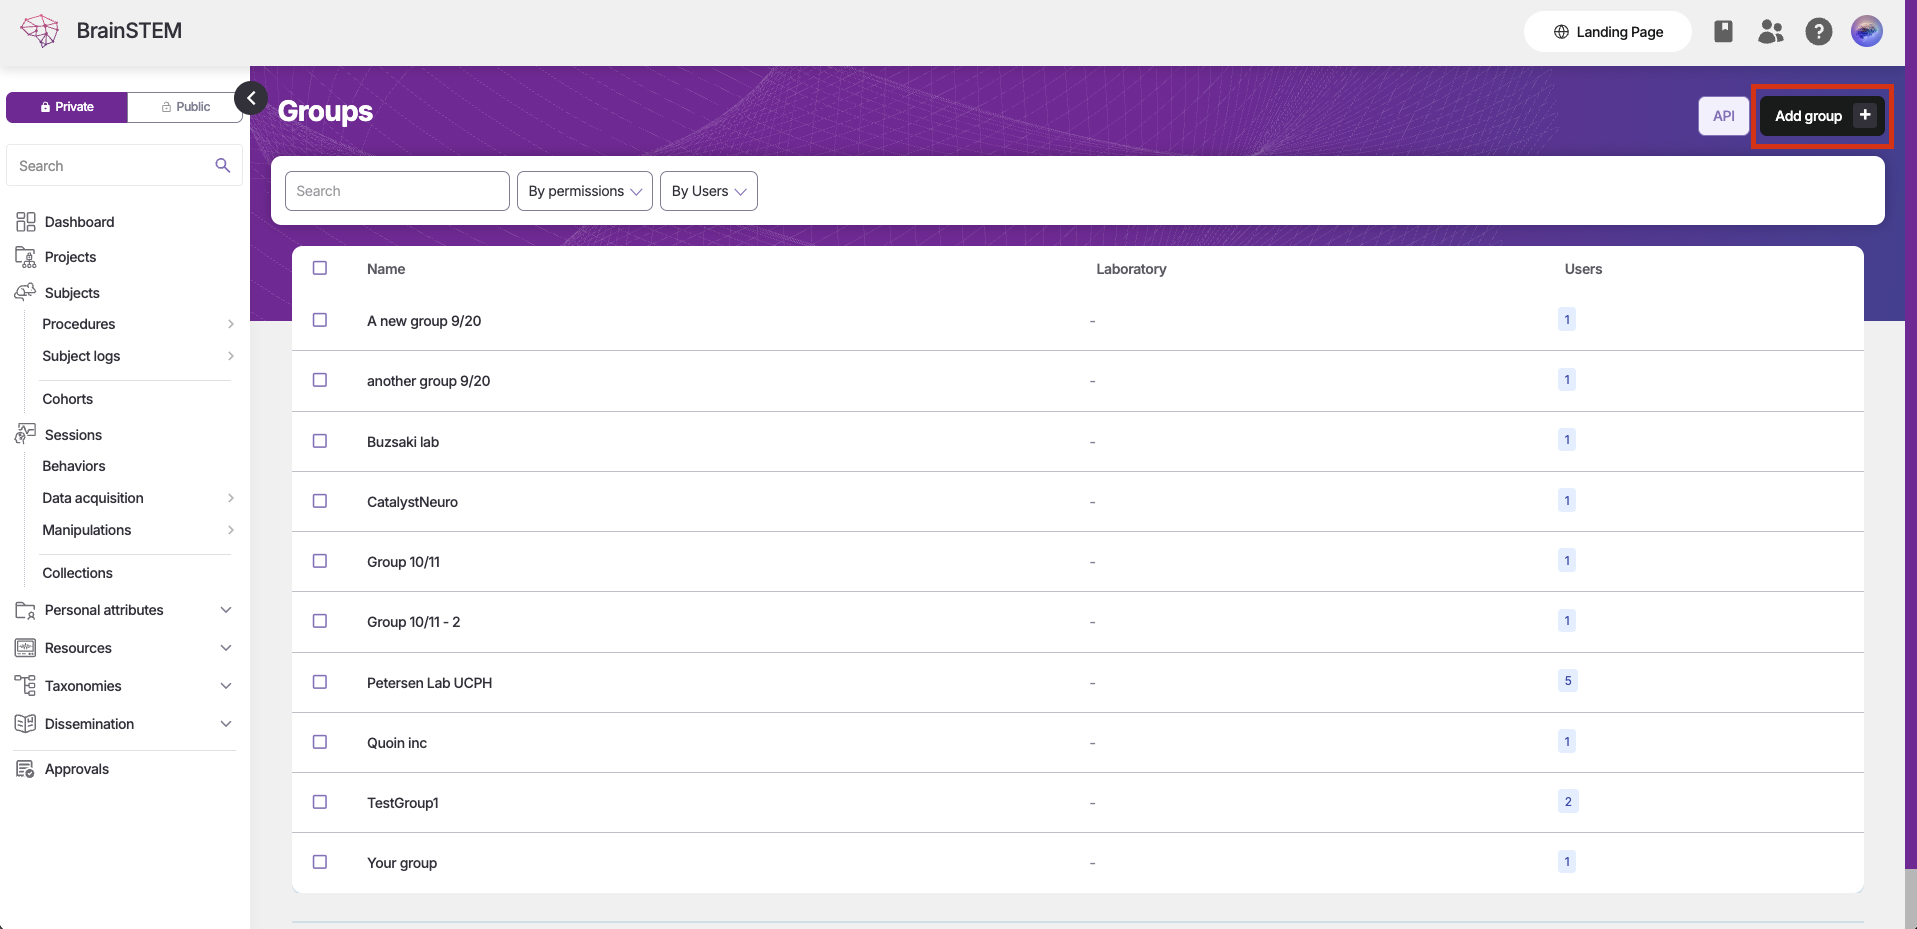 BrainSTEM
Landing Page
?
Private
Public
Search
Dashboard
Projects
Subjects
Procedures
Subject logs
Cohorts
Sessions
Behaviors
Data acquisition
Manipulations
Collections
Personal attributes
Resources
Taxonomies
Dissemination
Approvals
Groups
API
Add group +
Search
By permissions
By Users
Name Laboratory Users
A new group 9/20 - 1
another group 9/20 - 1
Buzsaki lab - 1
CatalystNeuro - 1
Group 10/11 - 1
Group 10/11 - 2 - 1
Petersen Lab UCPH - 5
Quoin inc - 1
TestGroup1 - 2
Your group - 1